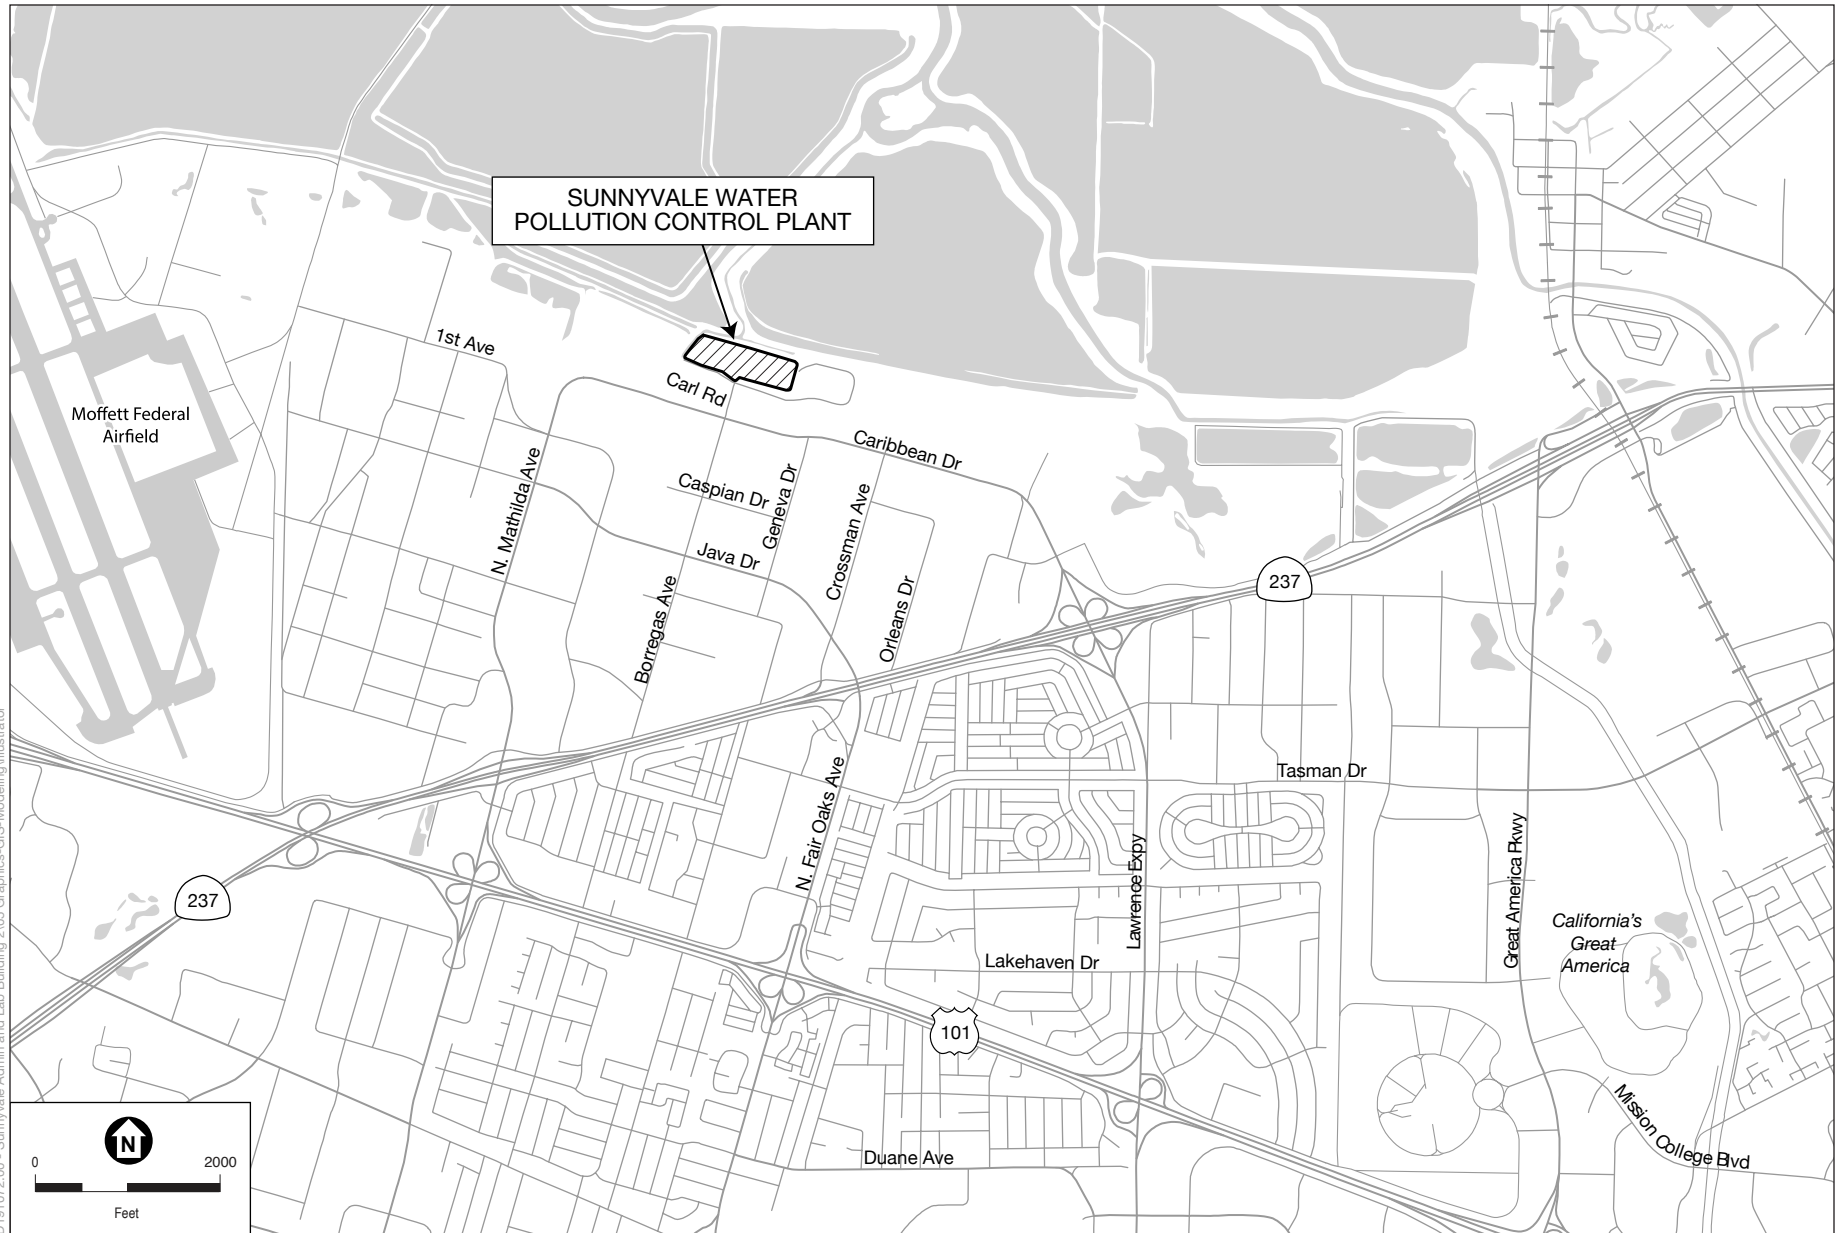 SUNNYVALE WATER
POLLUTION CONTROL PLANT
1st Ave
Carl Rd
Moffett Federal
Airfield
Caribbean Dr
N. Mathilda Ave
Caspian Dr
Geneva Dr
Crossman Ave
Java Dr
Borregas Ave
Orleans Dr
237
N. Fair Oaks Ave
Tasman Dr
Lawrence Expy
Great America Pkwy
237
California's
Great
America
Lakehaven Dr
101
Mission College Blvd
Duane Ave
N
0 2000
Feet